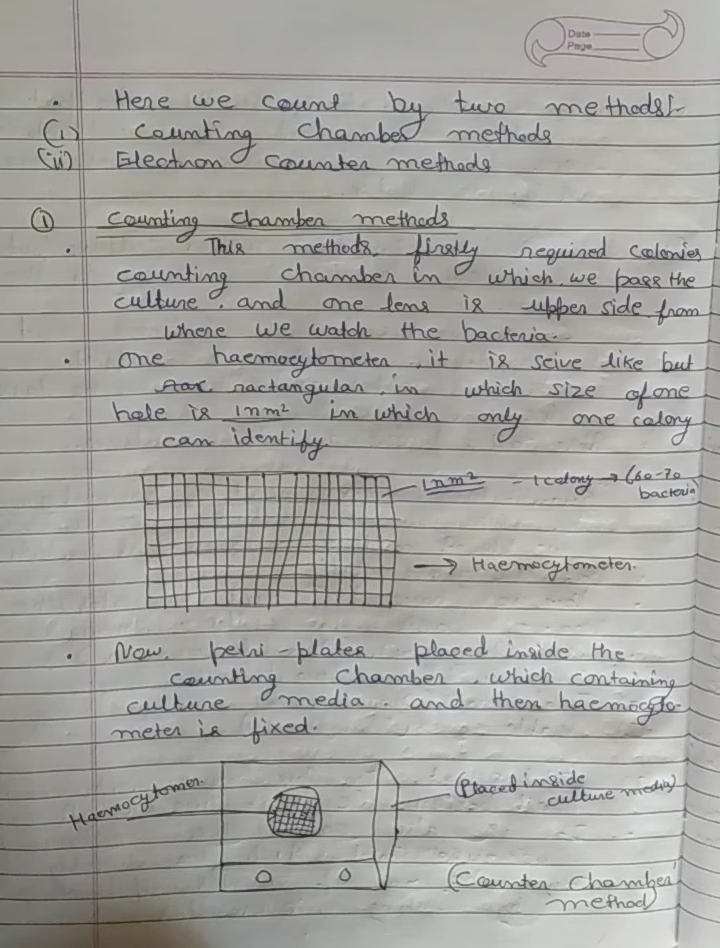 Date
Page
. Here we count by two methods:-
(i) Counting Chamber methods
(ii) Electron counter methods
① Counting chamber methods
. This methods, firstly required colonies
counting chamber in which we pass the
culture. and one lens is upper side from
where we watch the bacteria.
. One haemocytometer, it is seive like but
ractangular, in which size of one
hole is 1nm² in which only one colony
can identify.
1nm² - 1 colony → (60-70
bacteria)
→ Haemocytometer.
. Now, petri-plates placed inside the
counting chamber, which containing
culture media. and then haemocyto-
meter is fixed.
Haemocytomer.
(Placed inside
culture media)
(Counter Chamber
method)